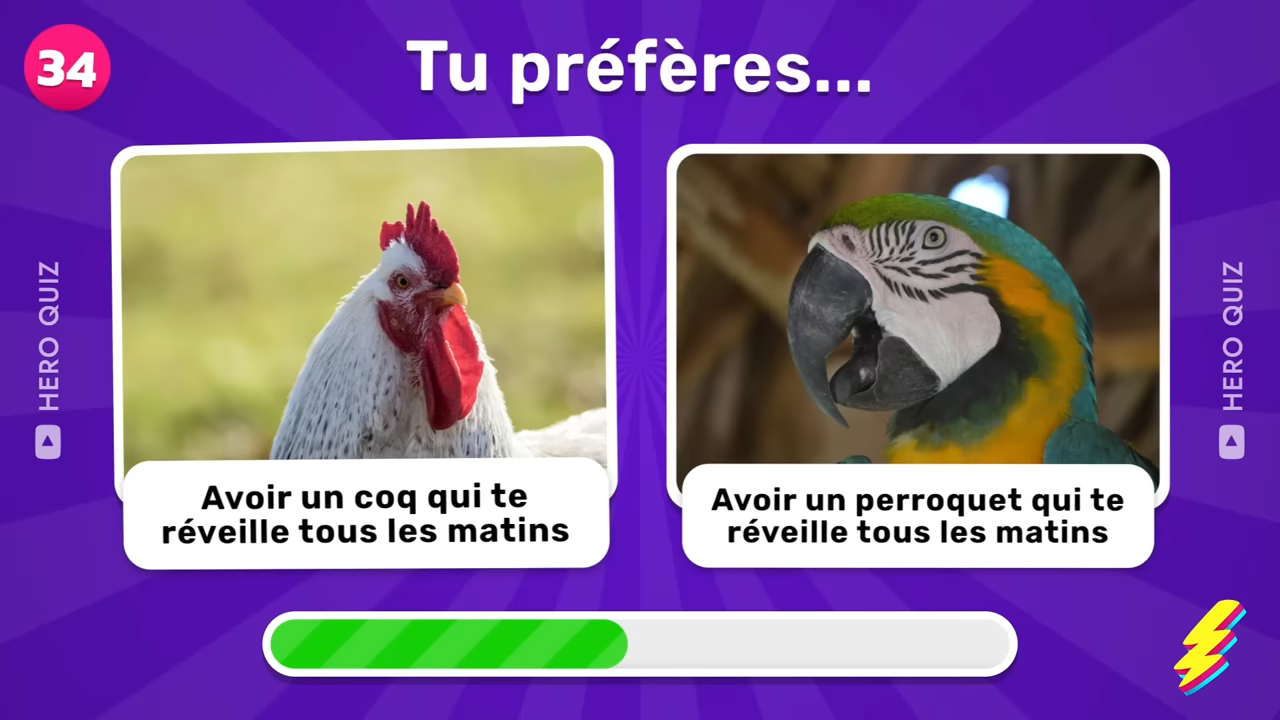 34
Tu préfères...
Avoir un coq qui te
réveille tous les matins
Avoir un perroquet qui te
réveille tous les matins
HERO QUIZ
HERO QUIZ